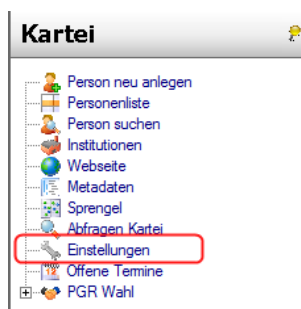 Kartei
Person neu anlegen
Personenliste
Person suchen
Institutionen
Webseite
Metadaten
Sprengel
Abfragen Kartei
Einstellungen
Offene Termine
PGR Wahl